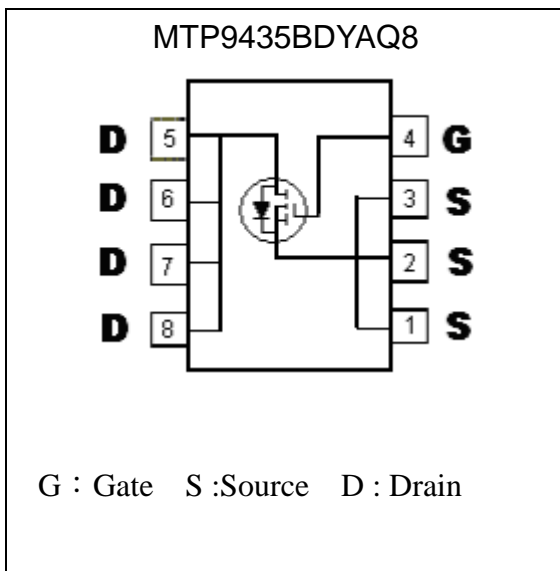 MTP9435BDYAQ8
D 5 4 G
D 6 3 S
D 7 2 S
D 8 1 S
G：Gate S :Source D : Drain